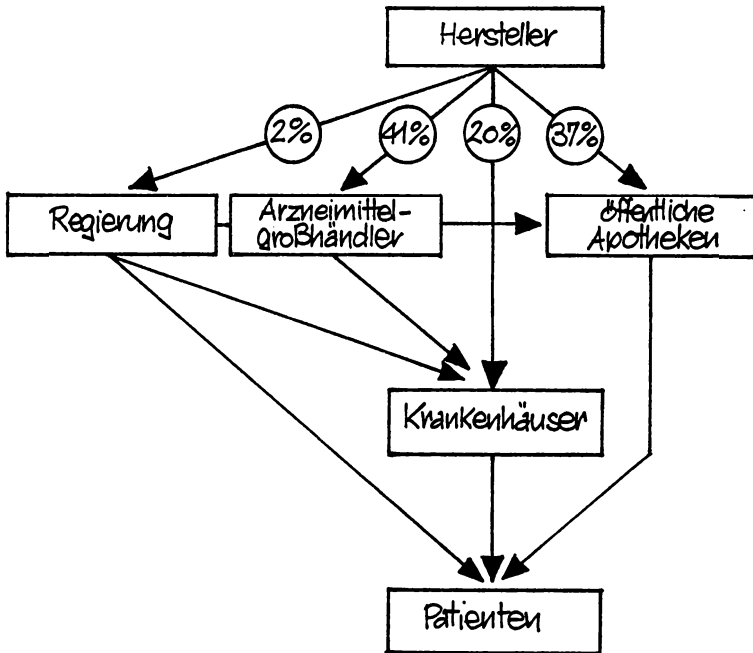 Hersteller
2% 41% 20% 37%
Regierung
Arzneimittel-
großhändler
öffentliche
Apotheken
Krankenhäuser
Patienten